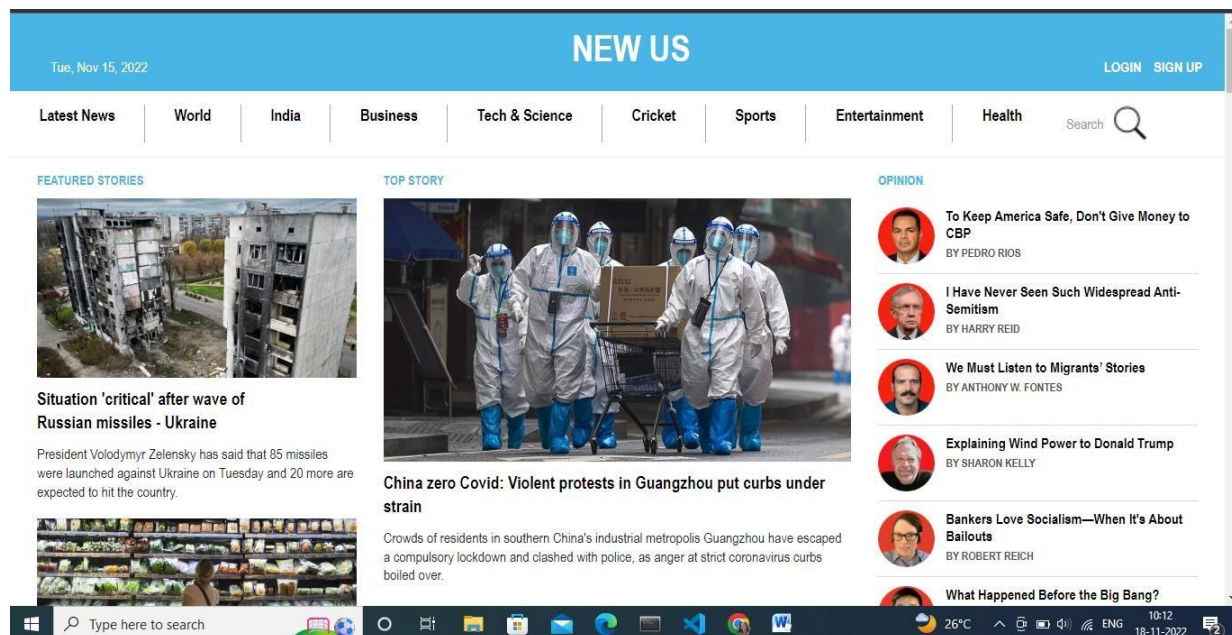 NEW US
Tue, Nov 15, 2022
LOGIN SIGN UP
Latest News World India Business Tech & Science Cricket Sports Entertainment Health Search
FEATURED STORIES
Situation 'critical' after wave of
Russian missiles - Ukraine
President Volodymyr Zelensky has said that 85 missiles
were launched against Ukraine on Tuesday and 20 more are
expected to hit the country.
TOP STORY
China zero Covid: Violent protests in Guangzhou put curbs under
strain
Crowds of residents in southern China's industrial metropolis Guangzhou have escaped
a compulsory lockdown and clashed with police, as anger at strict coronavirus curbs
boiled over.
OPINION
To Keep America Safe, Don't Give Money to
CBP
BY PEDRO RIOS
I Have Never Seen Such Widespread Anti-
Semitism
BY HARRY REID
We Must Listen to Migrants' Stories
BY ANTHONY W. FONTES
Explaining Wind Power to Donald Trump
BY SHARON KELLY
Bankers Love Socialism—When It's About
Bailouts
BY ROBERT REICH
What Happened Before the Big Bang?
Type here to search
26°C
ENG
10:12
18-11-2022